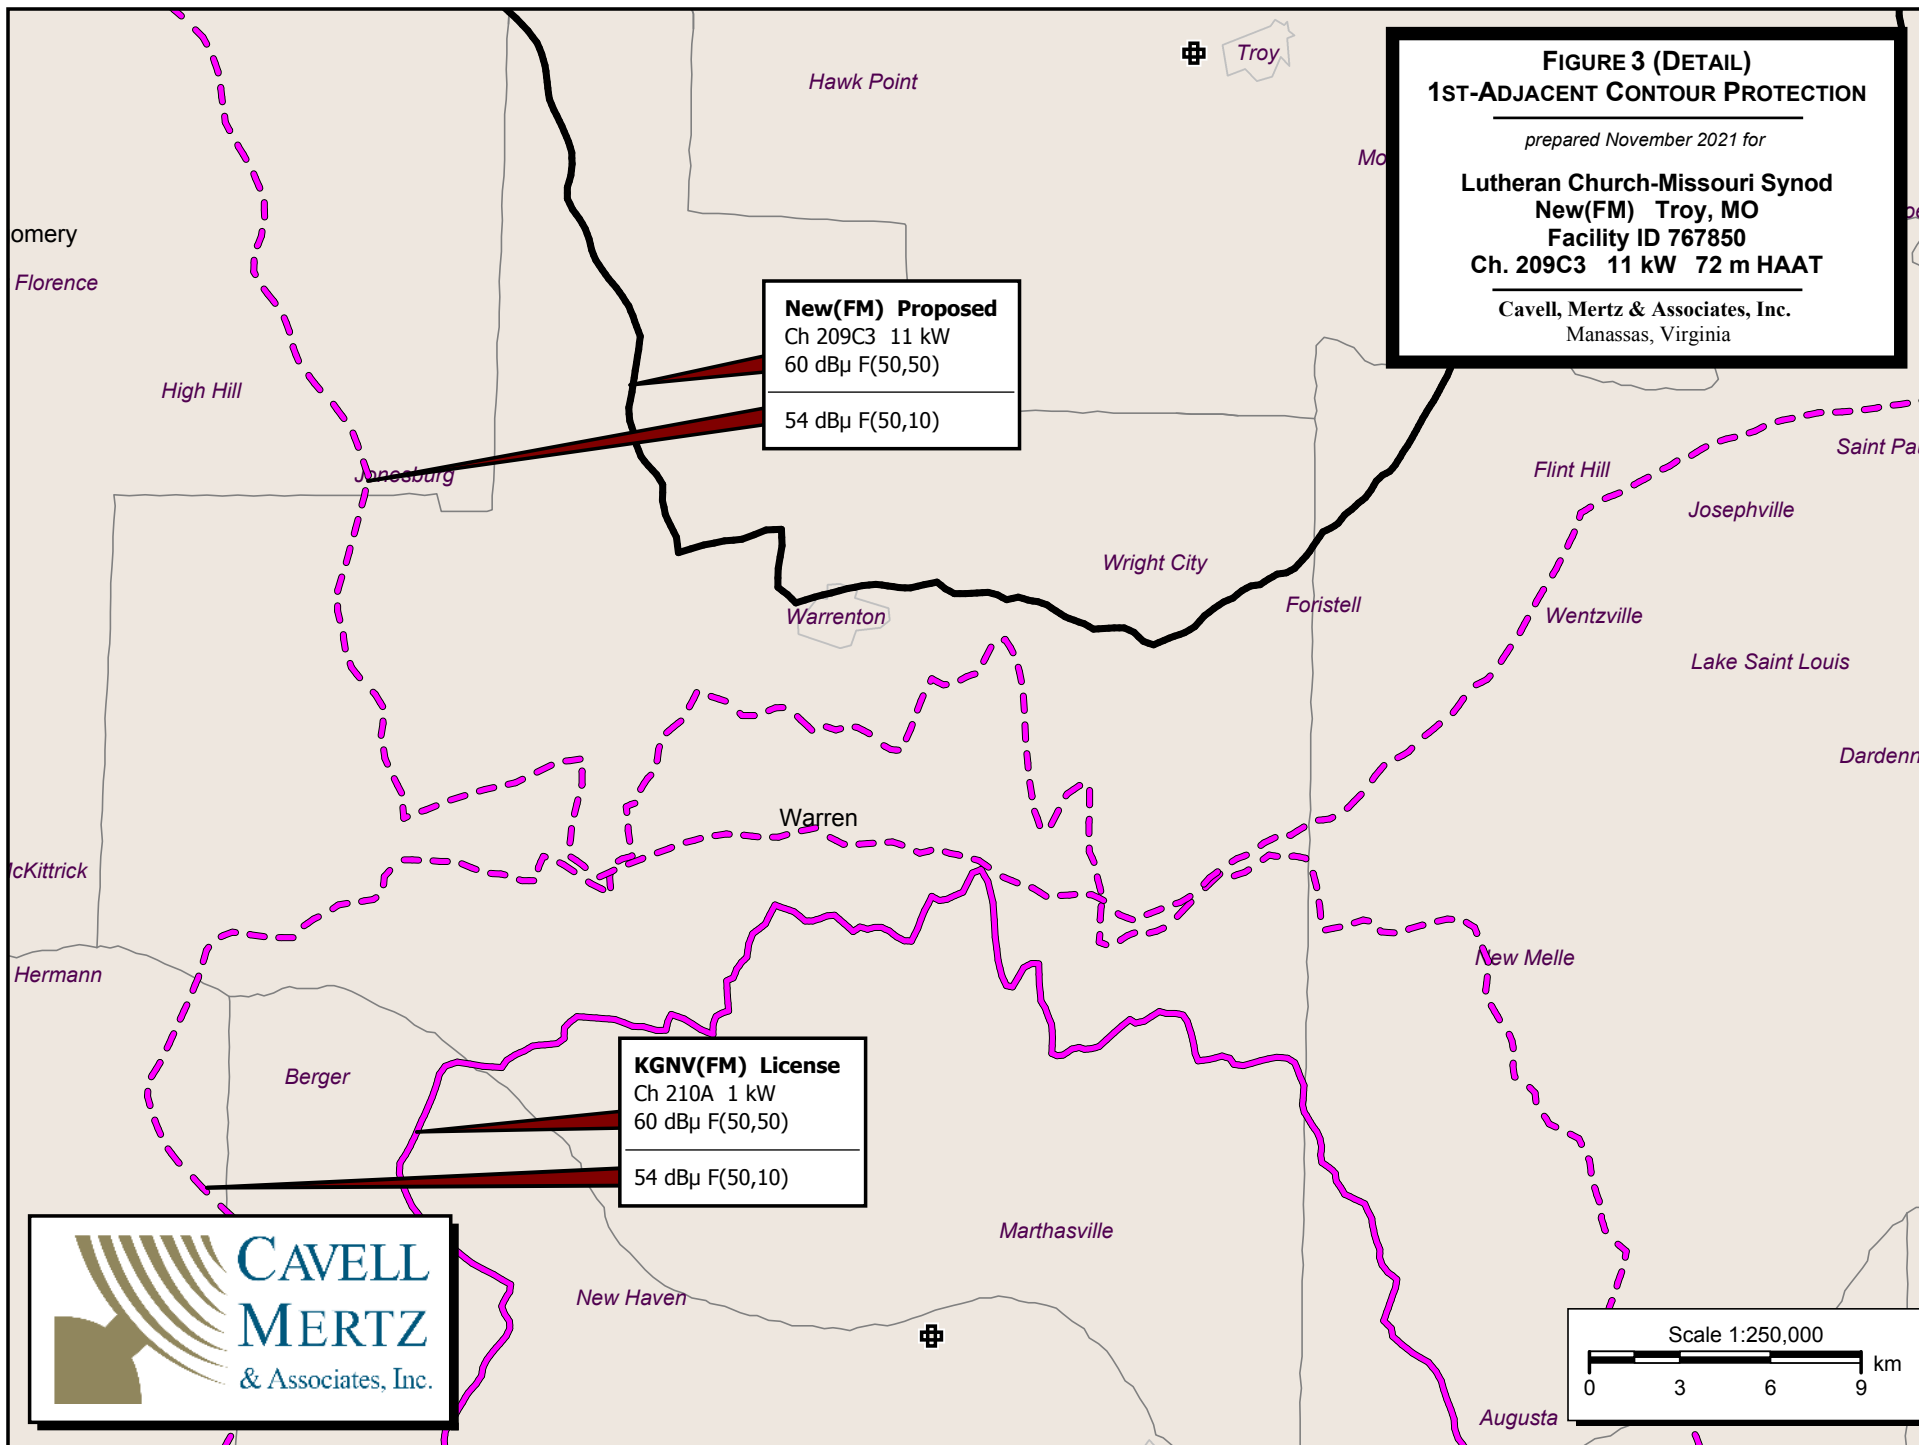 FIGURE 3 (DETAIL)
1ST-ADJACENT CONTOUR PROTECTION
prepared November 2021 for
Lutheran Church-Missouri Synod
New(FM) Troy, MO
Facility ID 767850
Ch. 209C3 11 kW 72 m HAAT
Cavell, Mertz & Associates, Inc.
Manassas, Virginia
Troy
Hawk Point
Mo
omery
Florence
New(FM) Proposed
Ch 209C3 11 kW
60 dBµ F(50,50)
54 dBµ F(50,10)
High Hill
Jonesburg
Saint Pau
Flint Hill
Josephville
Wright City
Foristell
Wentzville
Warrenton
Lake Saint Louis
Dardenn
Warren
McKittrick
Hermann
New Melle
Berger
KGNV(FM) License
Ch 210A 1 kW
60 dBµ F(50,50)
54 dBµ F(50,10)
Marthasville
New Haven
CAVELL
MERTZ
& Associates, Inc.
Scale 1:250,000
0 3 6 9 km
Augusta